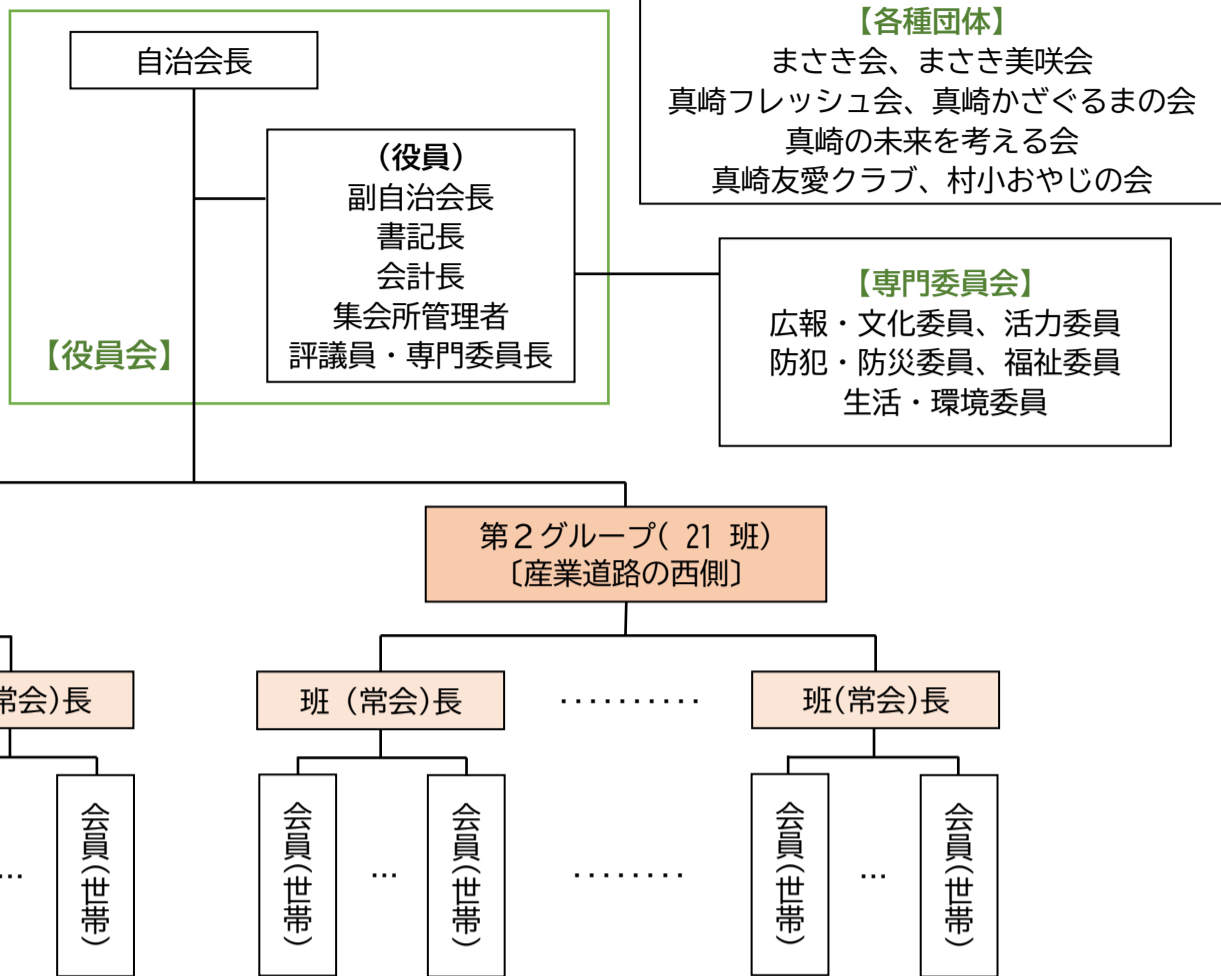 自治会長
(役員)
副自治会長
書記長
会計長
集会所管理者
評議員・専門委員長
【役員会】
【各種団体】
まさき会、まさき美咲会
真崎フレッシュ会、真崎かざぐるまの会
真崎の未来を考える会
真崎友愛クラブ、村小おやじの会
【専門委員会】
広報・文化委員、活力委員
防犯・防災委員、福祉委員
生活・環境委員
第２グループ( 21 班)
〔産業道路の西側〕
常会)長
班 (常会)長
‥‥‥‥‥
班(常会)長
…
会員(世帯)
会員(世帯)
…
会員(世帯)
‥‥‥‥
会員(世帯)
…
会員(世帯)